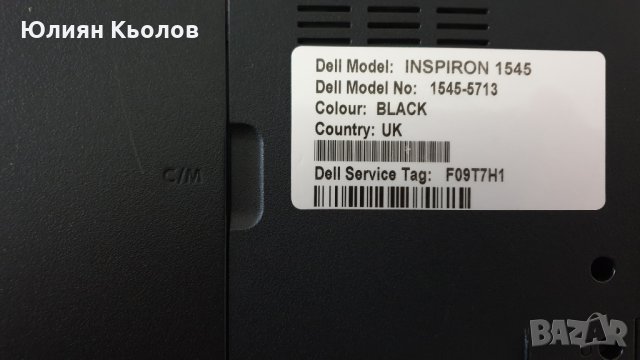 Юлиян Кьолов
Dell Model: INSPIRON 1545
Dell Model No: 1545-5713
Colour: BLACK
Country: UK
Dell Service Tag: F09T7H1
C/M
BAZAR